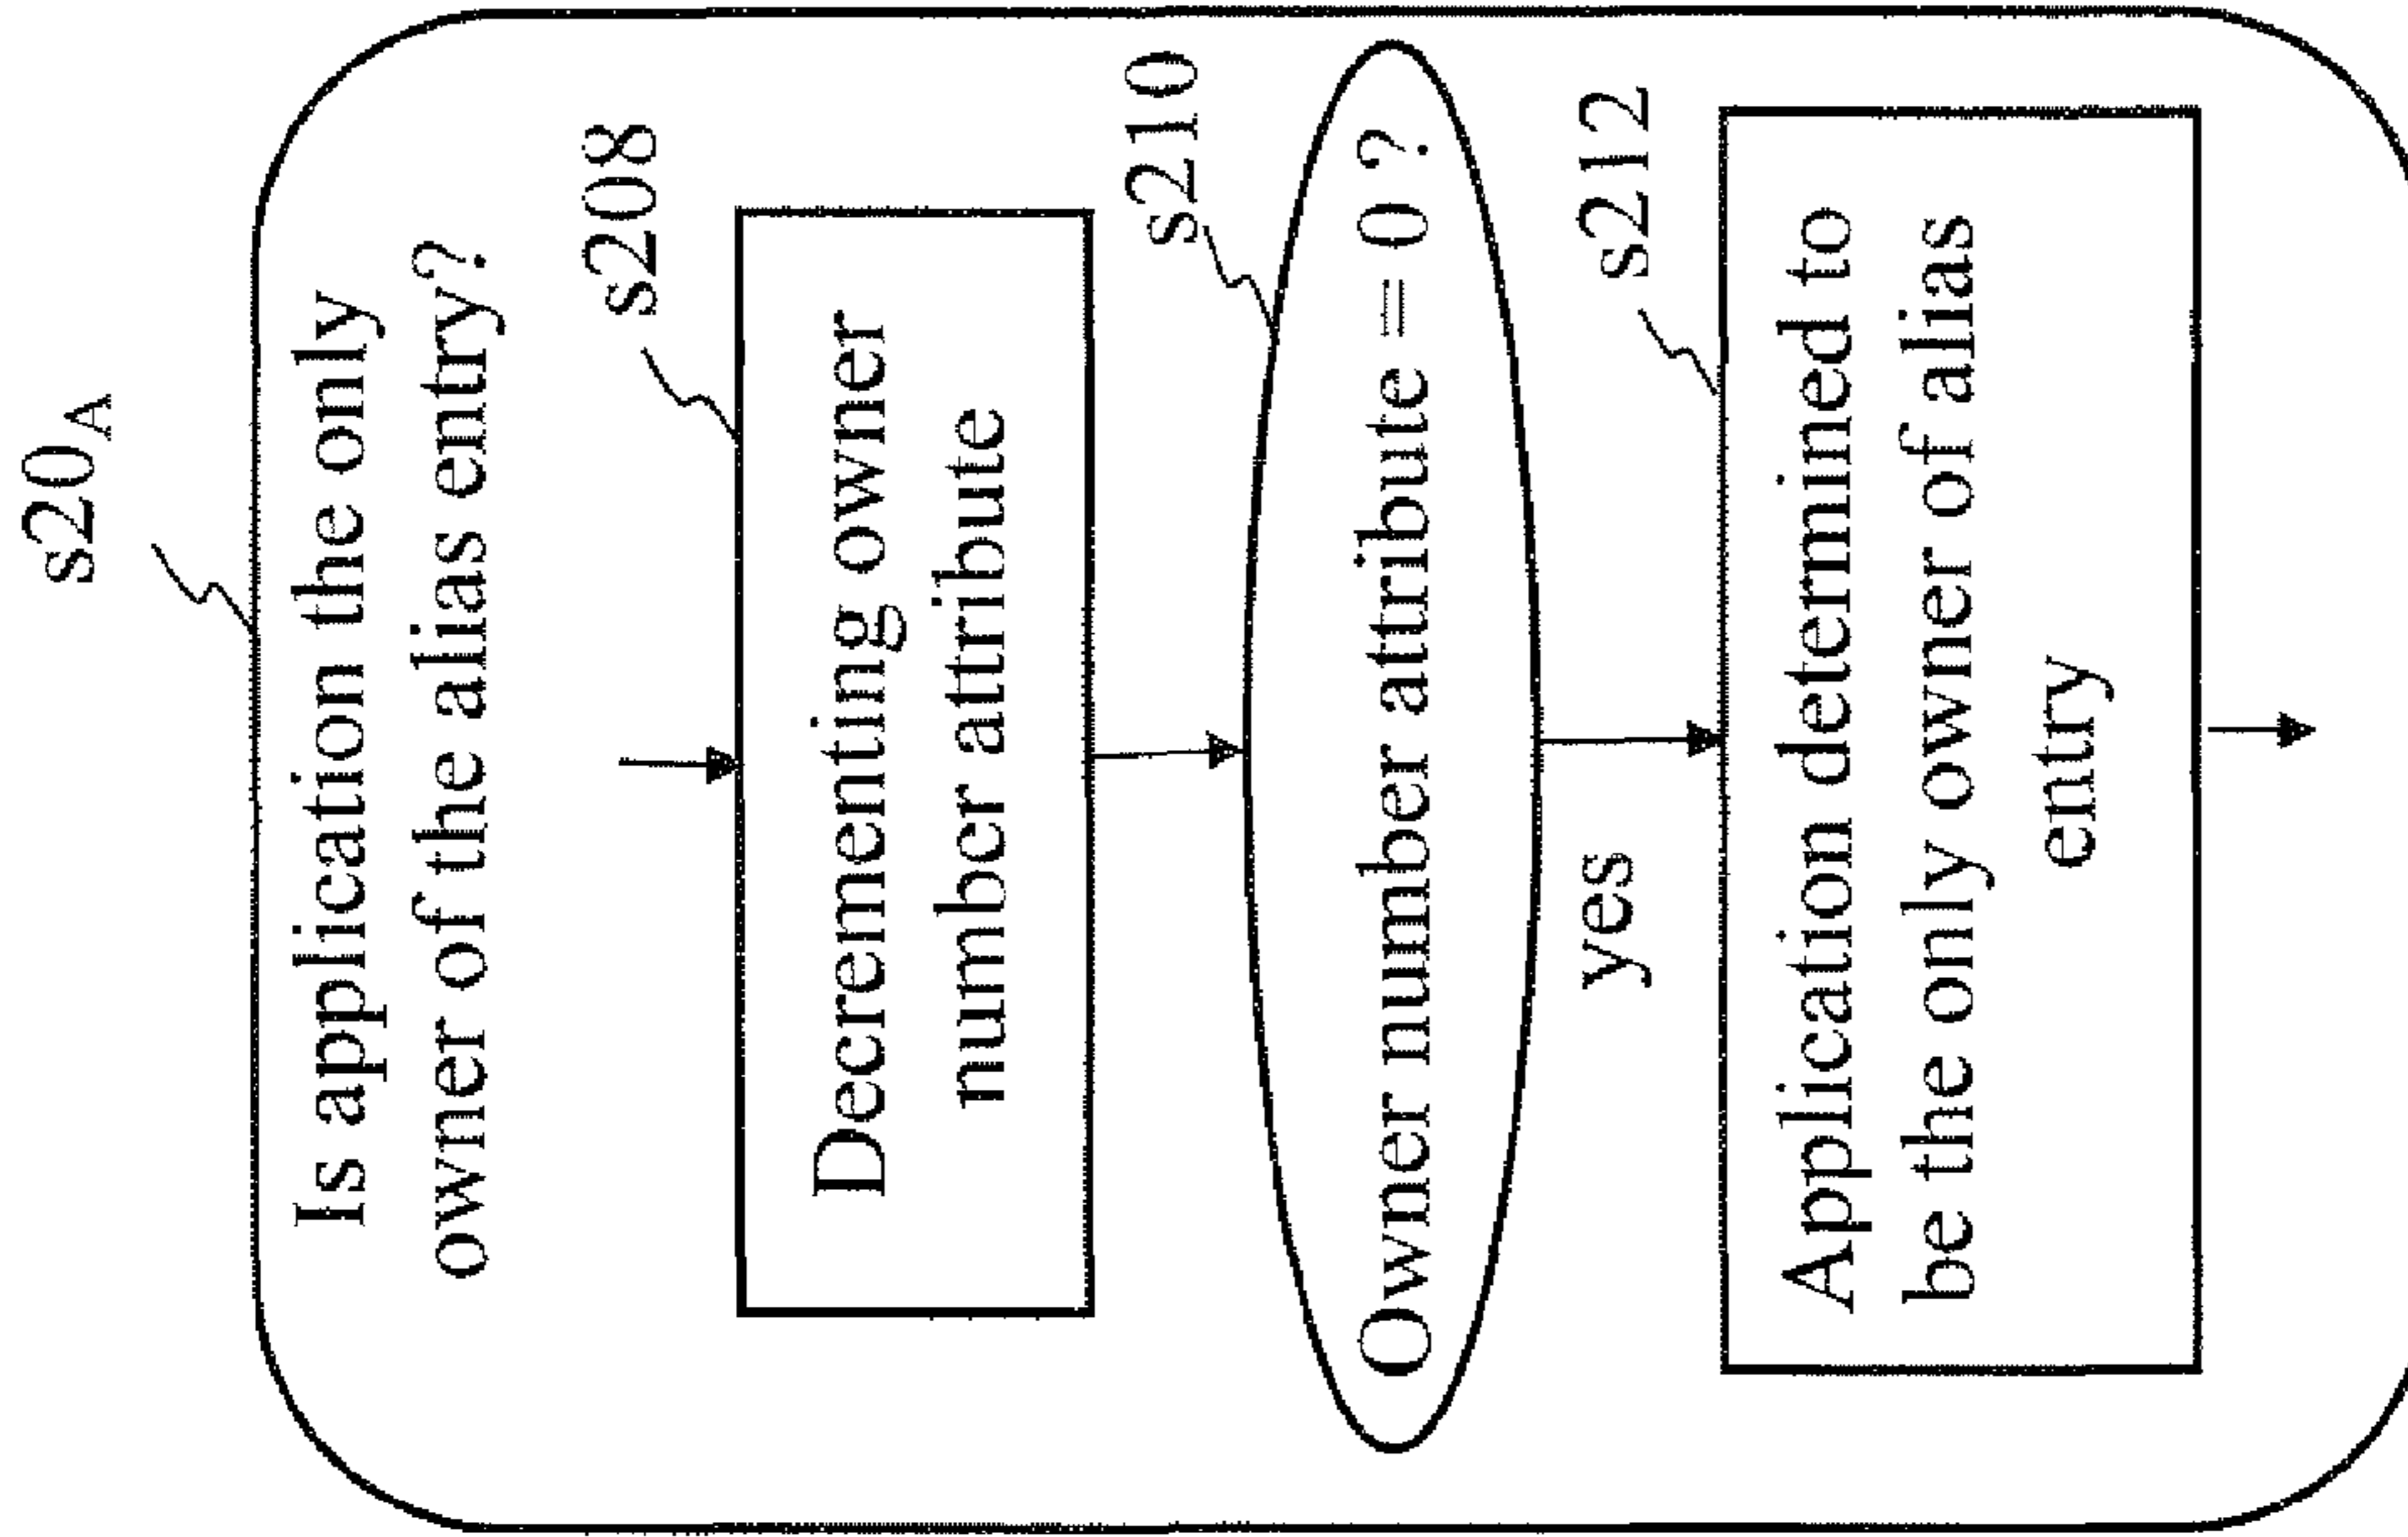 s20A
Is application the only
owner of the alias entry?
s208
Decrementing owner
number attribute
s210
Owner number attribute = 0 ?
yes
s212
Application determined to
be the only owner of alias
entry